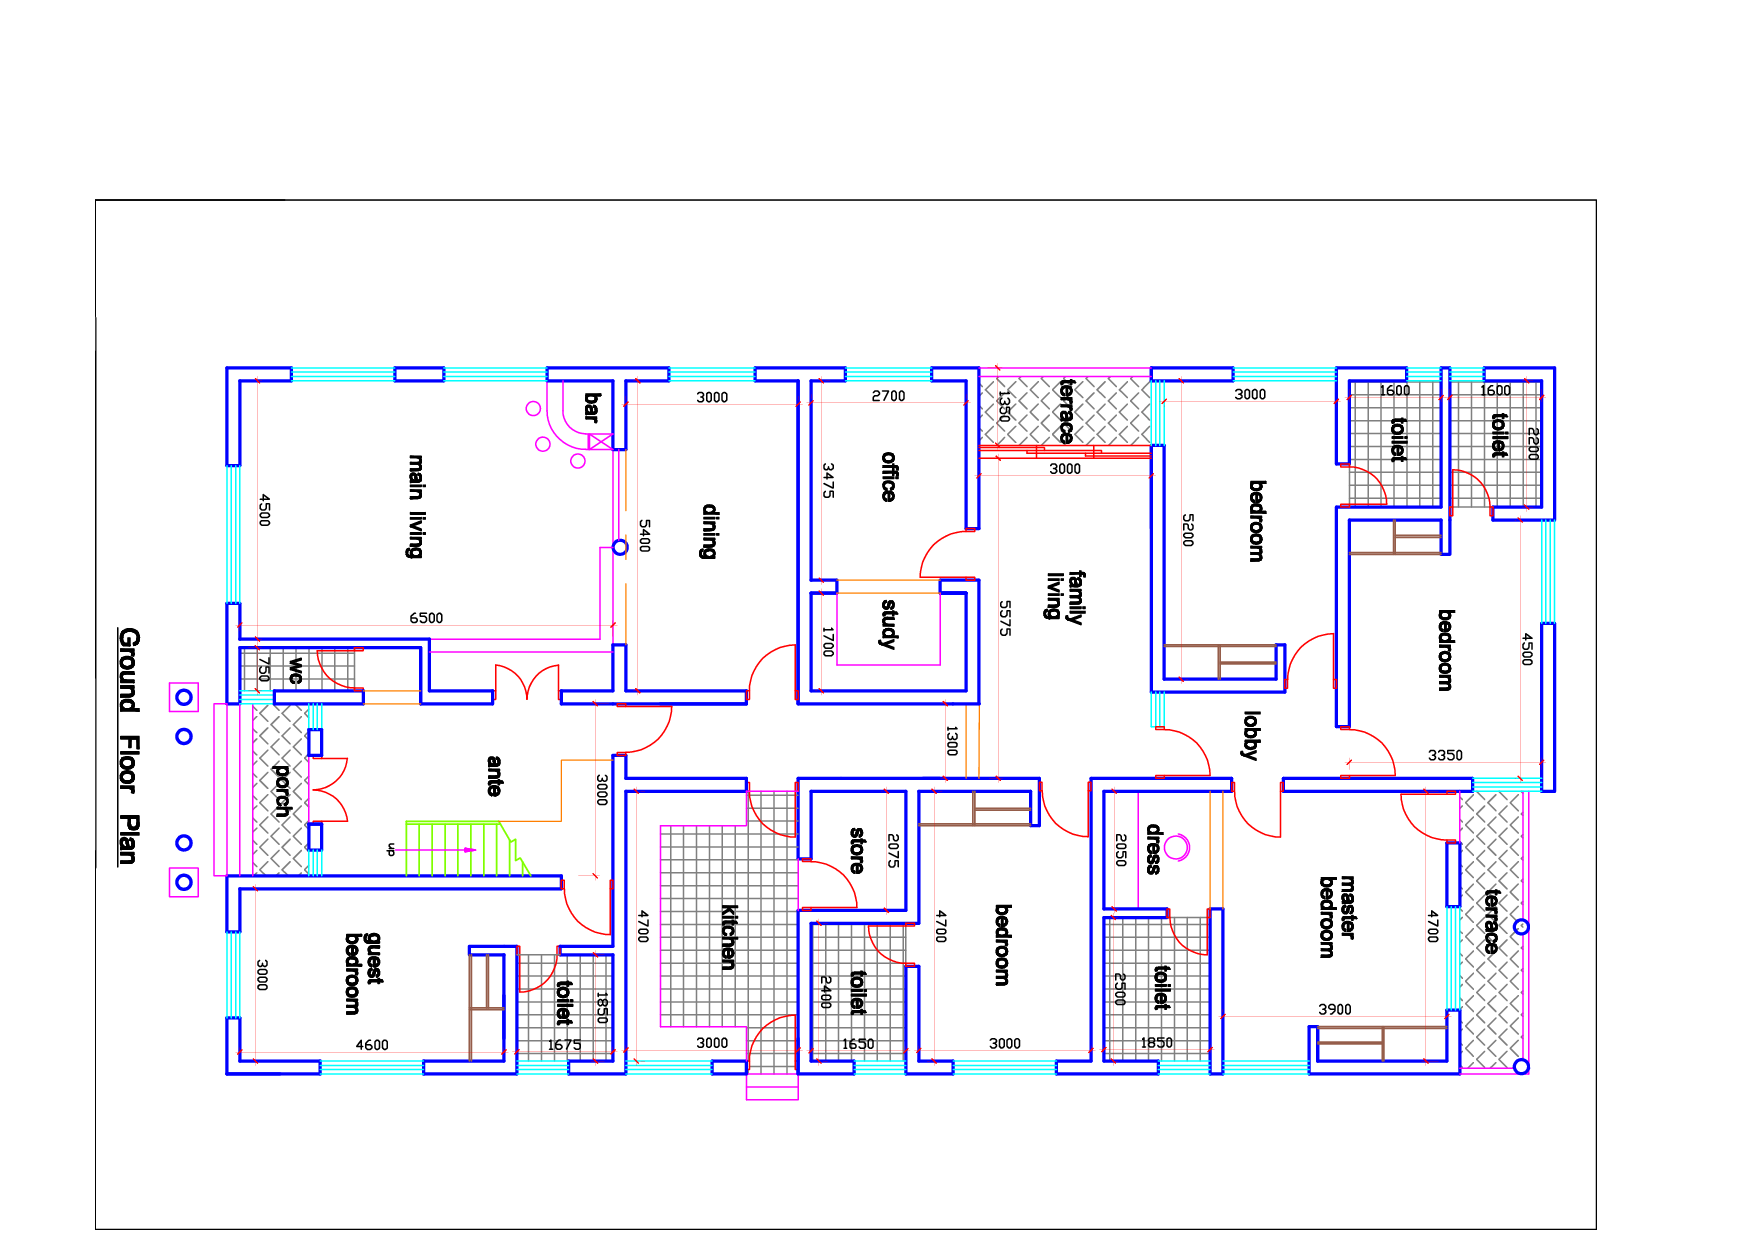 3000
2700
1350
terrace
3000
1600
1600
bar
toilet
toilet
2200
3000
main living
4500
5400
dining
3475
office
bedroom
5200
6500
study
1700
family
living
5575
bedroom
4500
750
wc
lobby
1300
3350
Ground Floor Plan
porch
ante
3000
up
store
2075
2050
dress
master
bedroom
4700
terrace
guest
bedroom
3000
4700
kitchen
4700
bedroom
toilet
1850
toilet
2400
toilet
2500
3900
4600
1675
3000
1650
3000
1850